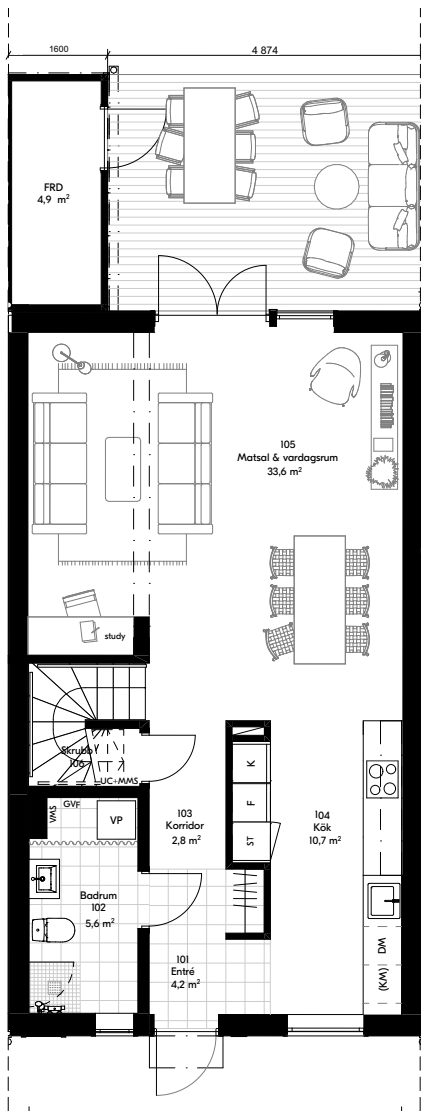 1600
4 874
FRD
4,9 m²
105
Matsal & vardagsrum
33,6 m²
study
Skrubb
106
UC+MMS
K
F
ST
VMS
GVF
VP
103
Korridor
2,8 m²
104
Kök
10,7 m²
Badrum
102
5,6 m²
101
Entré
4,2 m²
DM
(KM)